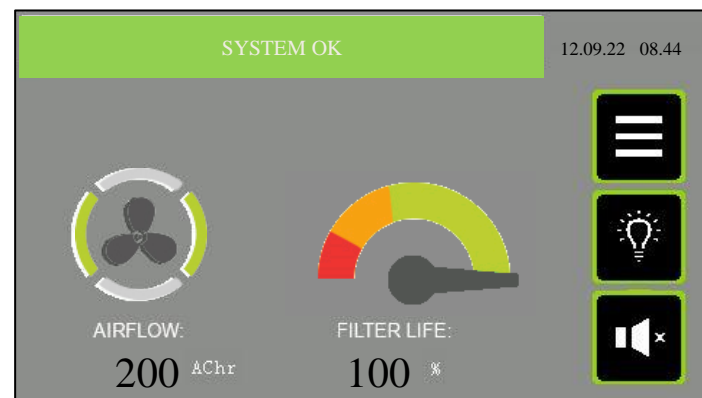 SYSTEM OK 12.09.22 08.44
AIRFLOW: FILTER LIFE:
200 AChr 100 %